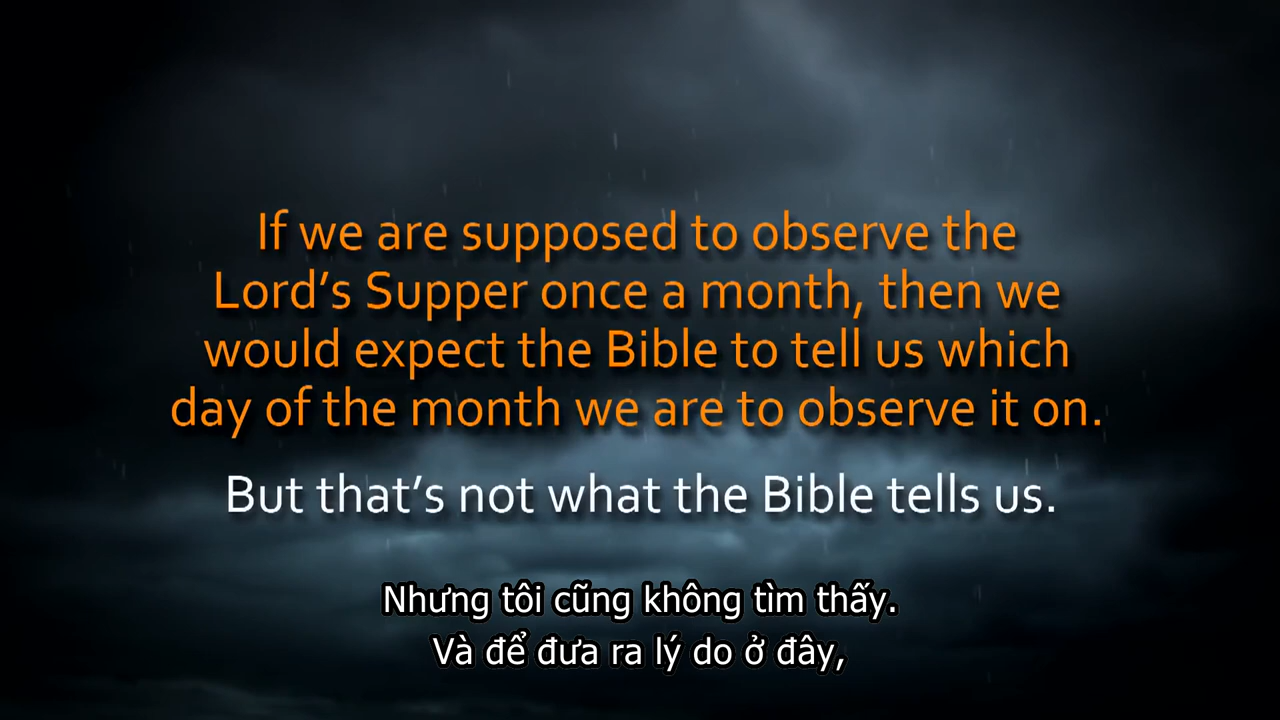 If we are supposed to observe the
Lord’s Supper once a month, then we
would expect the Bible to tell us which
day of the month we are to observe it on.
But that’s not what the Bible tells us.
Nhưng tôi cũng không tìm thấy.
Và để đưa ra lý do ở đây,